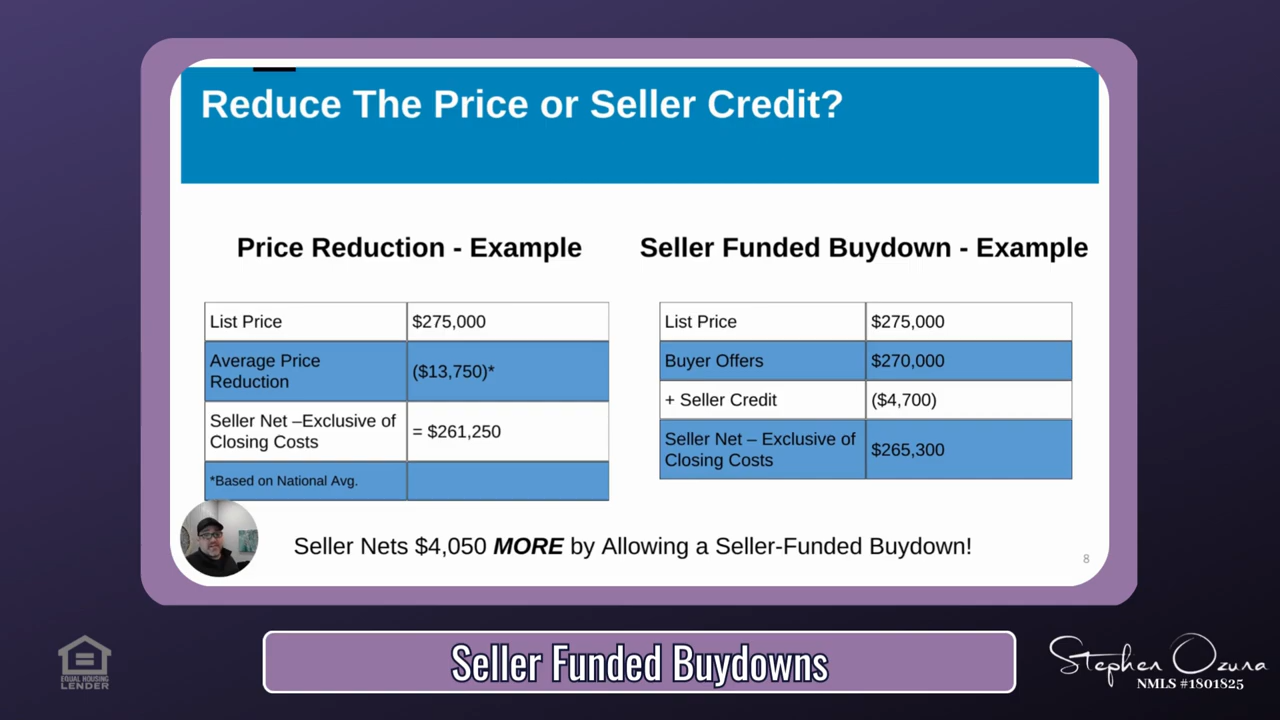 Reduce The Price or Seller Credit?
Price Reduction - Example
List Price $275,000
Average Price
Reduction ($13,750)*
Seller Net –Exclusive of
Closing Costs = $261,250
*Based on National Avg.
Seller Funded Buydown - Example
List Price $275,000
Buyer Offers $270,000
+ Seller Credit ($4,700)
Seller Net – Exclusive of
Closing Costs $265,300
Seller Nets $4,050 MORE by Allowing a Seller-Funded Buydown!
8
EQUAL HOUSING
LENDER
Seller Funded Buydowns
Stephen Ozuna
NMLS #1801825